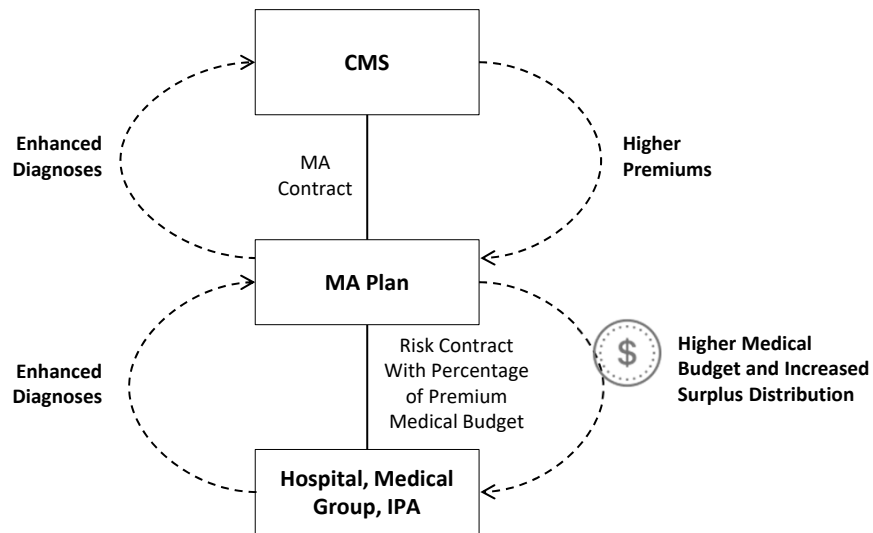 CMS
Enhanced
Diagnoses
MA
Contract
Higher
Premiums
MA Plan
Enhanced
Diagnoses
Risk Contract
With Percentage
of Premium
Medical Budget
$
Higher Medical
Budget and Increased
Surplus Distribution
Hospital, Medical
Group, IPA